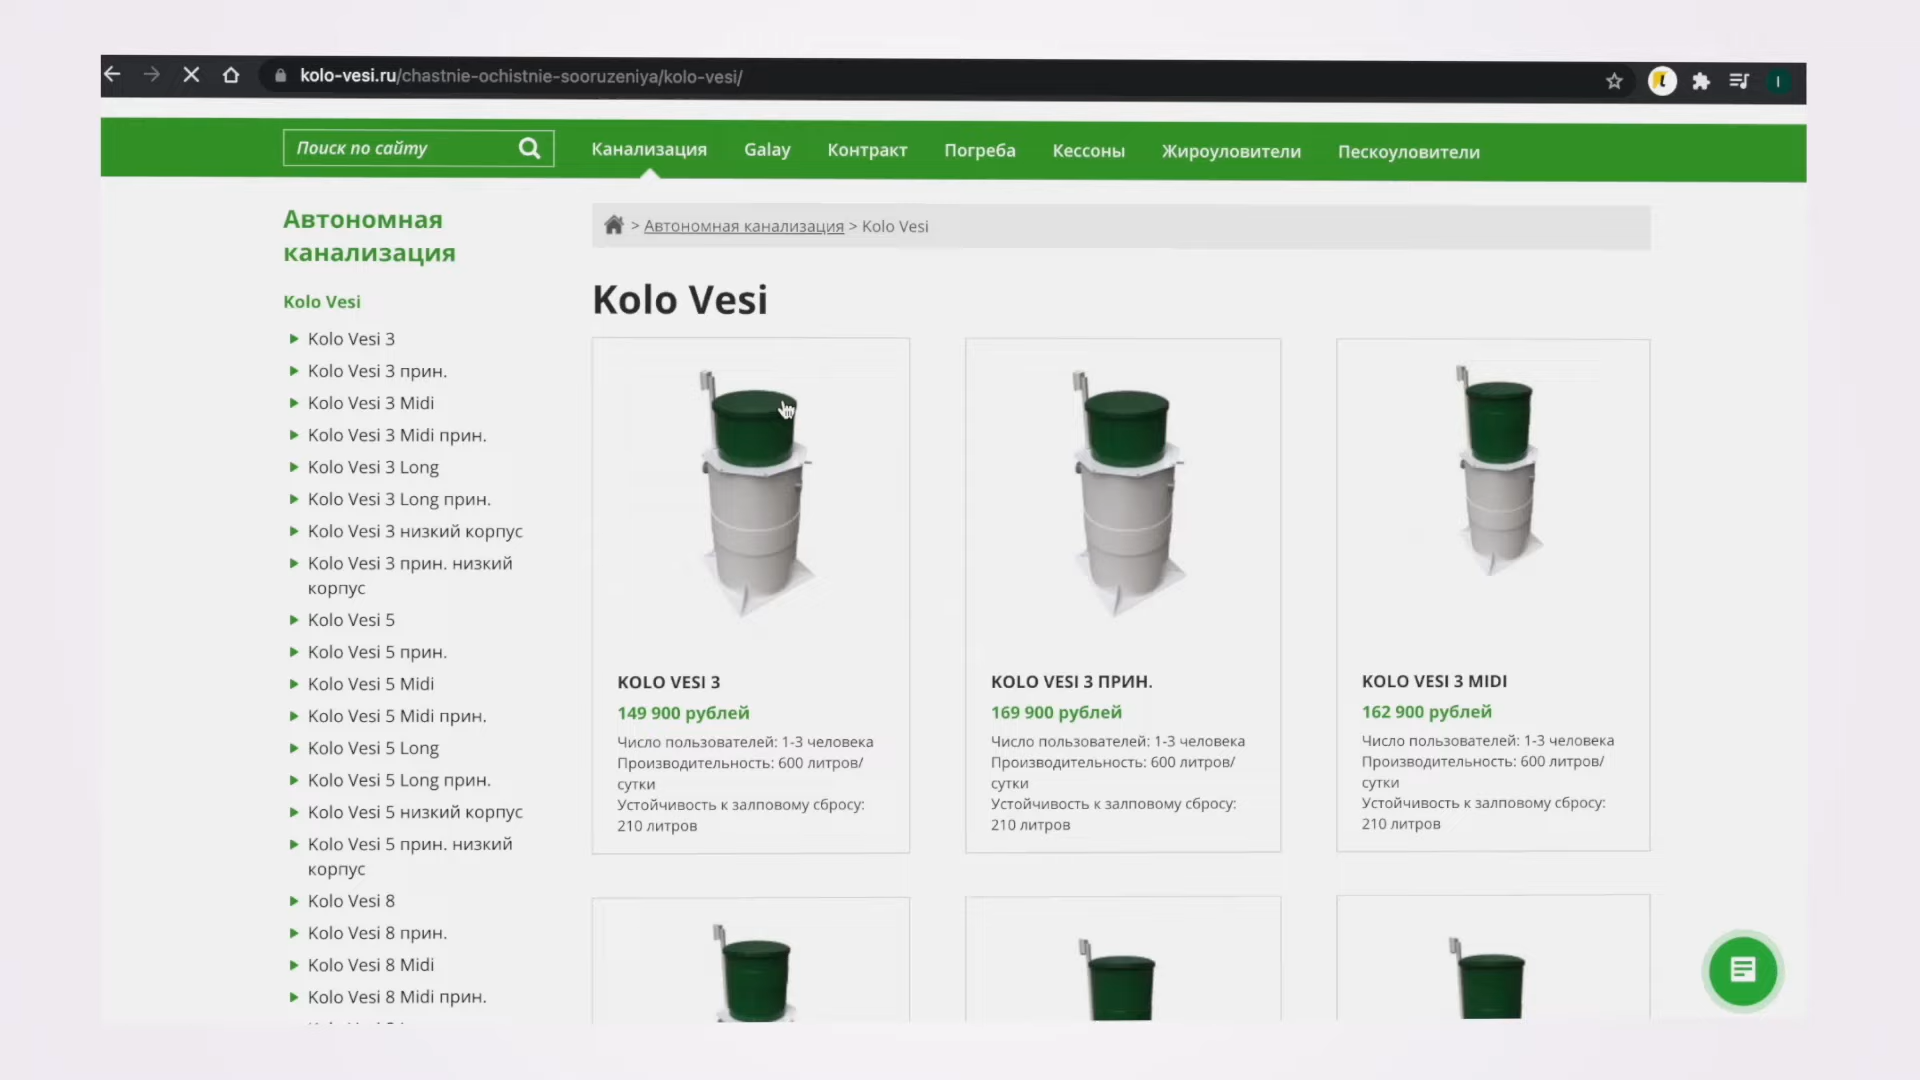 kolo-vesi.ru/chastnie-ochistnie-sooruzeniya/kolo-vesi/
Поиск по сайту
Канализация
Galay
Контракт
Погреба
Кессоны
Жироуловители
Пескоуловители
Автономная
канализация
Kolo Vesi
Kolo Vesi 3
Kolo Vesi 3 прин.
Kolo Vesi 3 Midi
Kolo Vesi 3 Midi прин.
Kolo Vesi 3 Long
Kolo Vesi 3 Long прин.
Kolo Vesi 3 низкий корпус
Kolo Vesi 3 прин. низкий
корпус
Kolo Vesi 5
Kolo Vesi 5 прин.
Kolo Vesi 5 Midi
Kolo Vesi 5 Midi прин.
Kolo Vesi 5 Long
Kolo Vesi 5 Long прин.
Kolo Vesi 5 низкий корпус
Kolo Vesi 5 прин. низкий
корпус
Kolo Vesi 8
Kolo Vesi 8 прин.
Kolo Vesi 8 Midi
Kolo Vesi 8 Midi прин.
> Автономная канализация > Kolo Vesi
Kolo Vesi
KOLO VESI 3
149 900 рублей
Число пользователей: 1-3 человека
Производительность: 600 литров/
сутки
Устойчивость к залповому сбросу:
210 литров
KOLO VESI 3 ПРИН.
169 900 рублей
Число пользователей: 1-3 человека
Производительность: 600 литров/
сутки
Устойчивость к залповому сбросу:
210 литров
KOLO VESI 3 MIDI
162 900 рублей
Число пользователей: 1-3 человека
Производительность: 600 литров/
сутки
Устойчивость к залповому сбросу:
210 литров